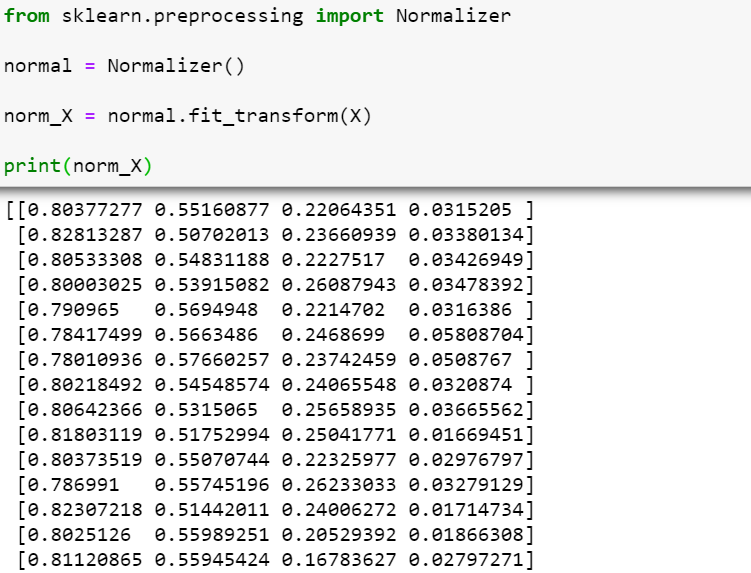 from sklearn.preprocessing import Normalizer
normal = Normalizer()
norm_X = normal.fit_transform(X)
print(norm_X)
[[0.80377277 0.55160877 0.22064351 0.0315205 ]
 [0.82813287 0.50702013 0.23660939 0.03380134]
 [0.80533308 0.54831188 0.2227517  0.03426949]
 [0.80003025 0.53915082 0.26087943 0.03478392]
 [0.790965   0.5694948  0.2214702  0.0316386 ]
 [0.78417499 0.5663486  0.2468699  0.05808704]
 [0.78010936 0.57660257 0.23742459 0.0508767 ]
 [0.80218492 0.54548574 0.24065548 0.0320874 ]
 [0.80642366 0.5315065  0.25658935 0.03665562]
 [0.81803119 0.51752994 0.25041771 0.01669451]
 [0.80373519 0.55070744 0.22325977 0.02976797]
 [0.786991   0.55745196 0.26233033 0.03279129]
 [0.82307218 0.51442011 0.24006272 0.01714734]
 [0.8025126  0.55989251 0.20529392 0.01866308]
 [0.81120865 0.55945424 0.16783627 0.02797271]